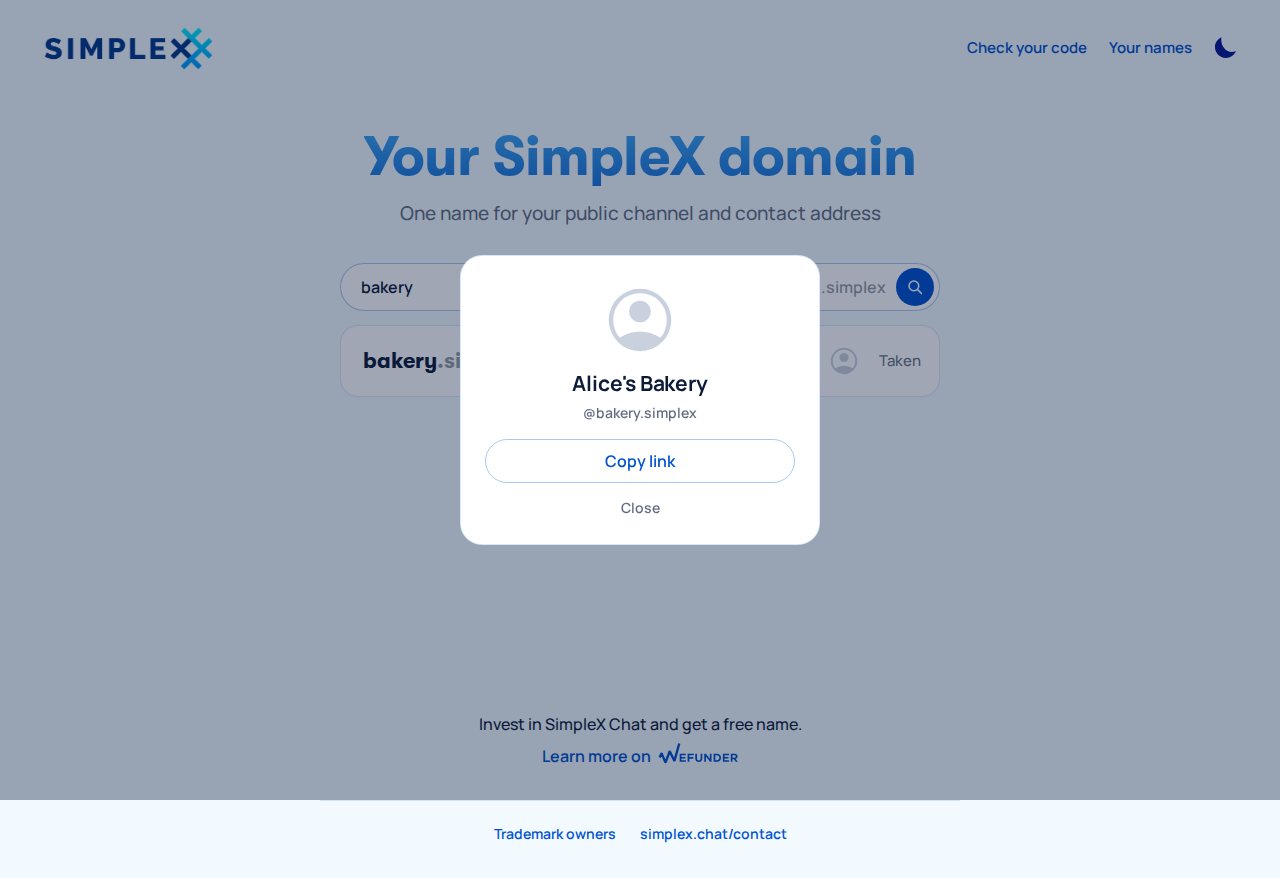 SIMPLEX
Check your code
Your names
Your SimpleX domain
One name for your public channel and contact address
bakery
.simplex
bakery.si
Taken
Alice's Bakery
@bakery.simplex
Copy link
Close
Invest in SimpleX Chat and get a free name.
Learn more on WEFUNDER
Trademark owners
simplex.chat/contact